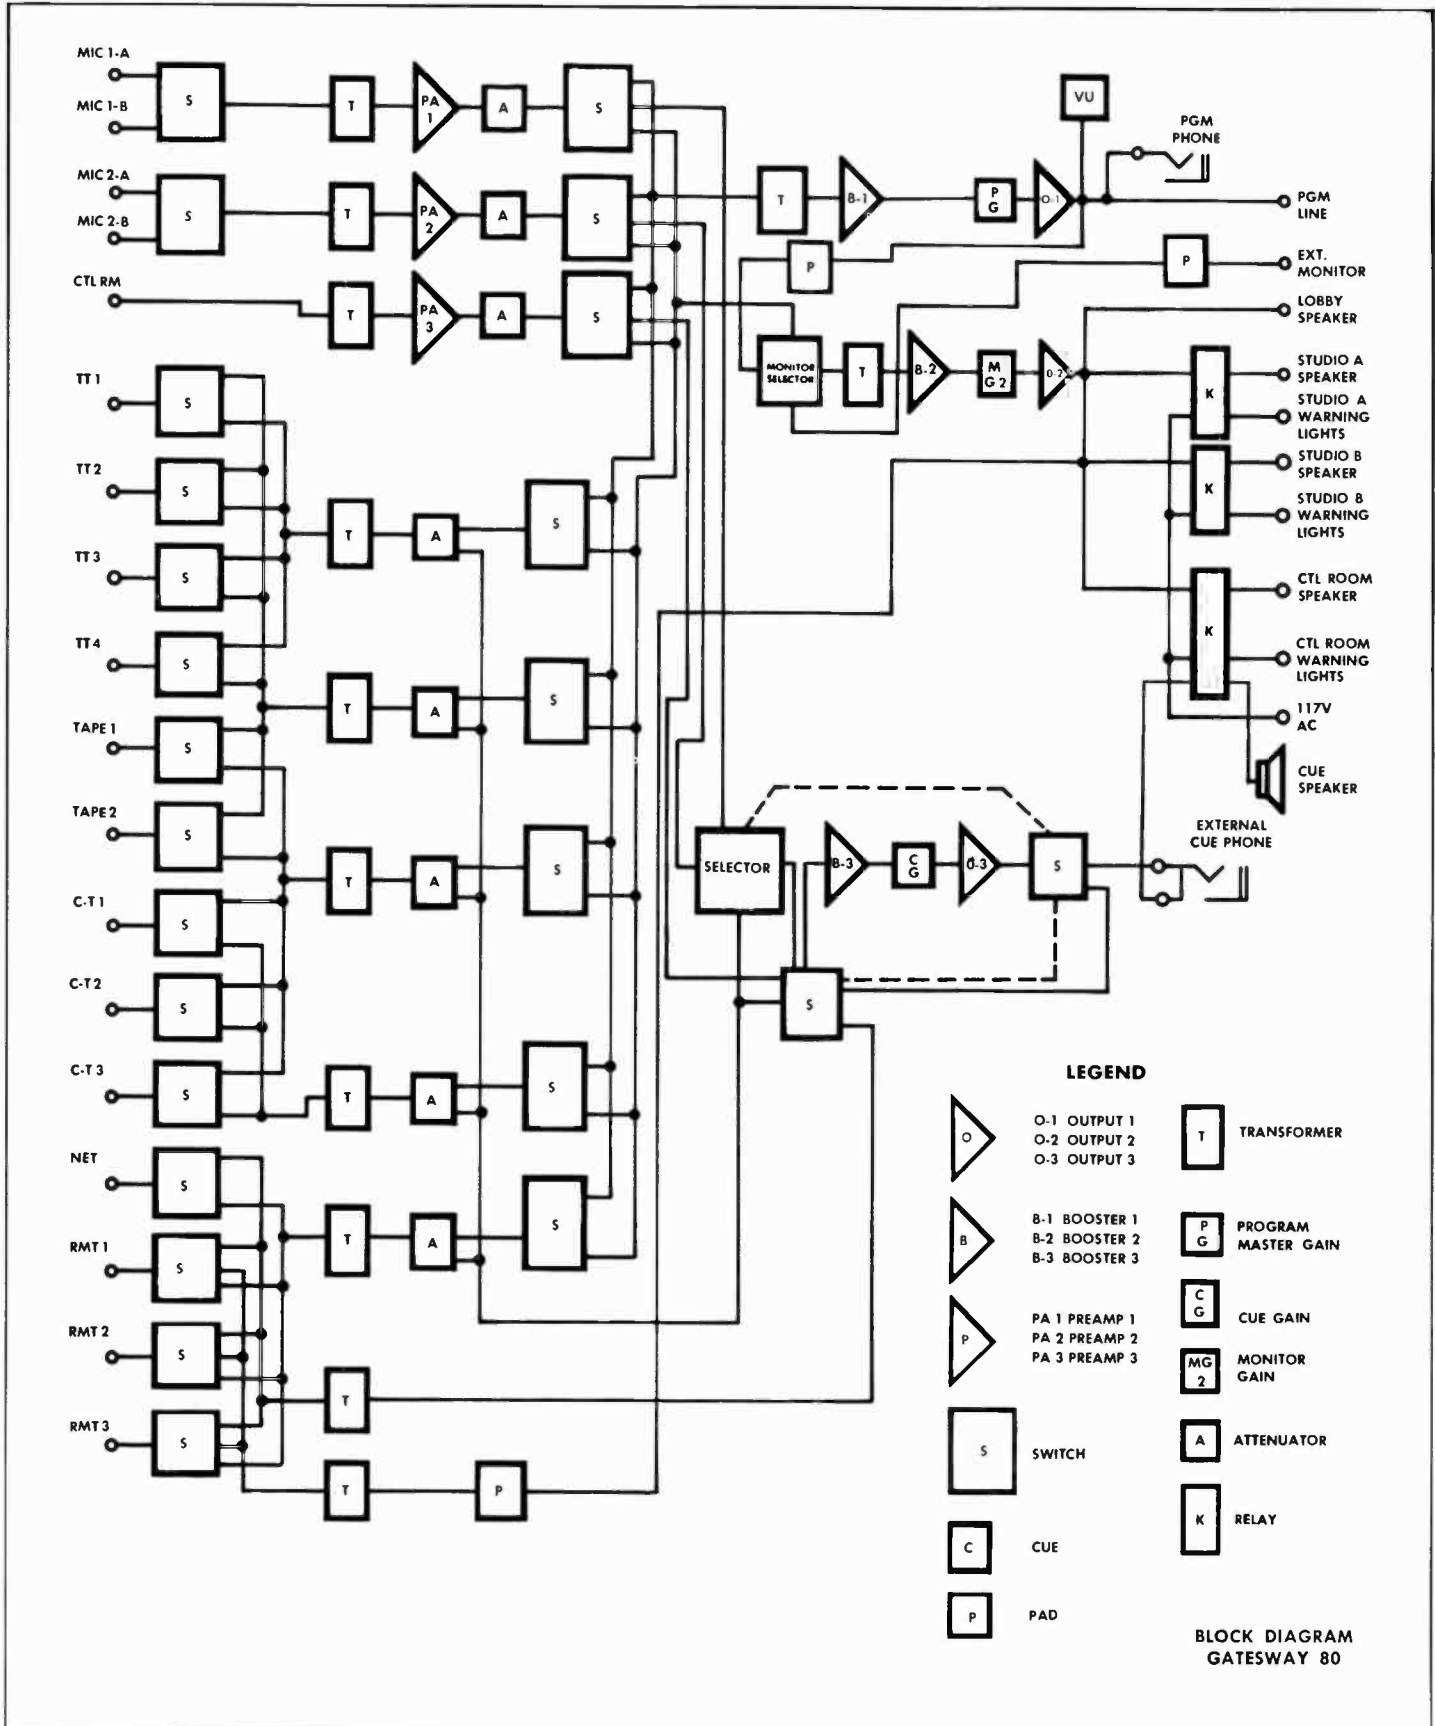 MIC 1-A
MIC 1-B
S
T
PA 1
A
S
VU
PGM
PHONE
MIC 2-A
MIC 2-B
S
T
PA 2
A
S
T
B-1
P G
O-1
PGM
LINE
P
P
EXT.
MONITOR
CTL RM
T
PA 3
A
S
LOBBY
SPEAKER
MONITOR
SELECTOR
T
B-2
M G 2
O-2
K
STUDIO A
SPEAKER
STUDIO A
WARNING
LIGHTS
TT 1
S
TT 2
S
T
A
S
K
STUDIO B
SPEAKER
STUDIO B
WARNING
LIGHTS
TT 3
S
TT 4
S
K
CTL ROOM
SPEAKER
CTL ROOM
WARNING
LIGHTS
T
A
S
117V
AC
TAPE 1
S
CUE
SPEAKER
TAPE 2
S
T
A
S
SELECTOR
B-3
C G
O-3
S
EXTERNAL
CUE PHONE
C-T 1
S
C-T 2
S
S
C-T 3
S
T
A
S
NET
S
T
A
S
RMT 1
S
RMT 2
S
T
RMT 3
S
T
P
LEGEND
O
O-1 OUTPUT 1
O-2 OUTPUT 2
O-3 OUTPUT 3
T
TRANSFORMER
B
B-1 BOOSTER 1
B-2 BOOSTER 2
B-3 BOOSTER 3
P G
PROGRAM
MASTER GAIN
C G
CUE GAIN
P
PA 1 PREAMP 1
PA 2 PREAMP 2
PA 3 PREAMP 3
MG 2
MONITOR
GAIN
S
SWITCH
A
ATTENUATOR
K
RELAY
C
CUE
P
PAD
BLOCK DIAGRAM
GATESWAY 80